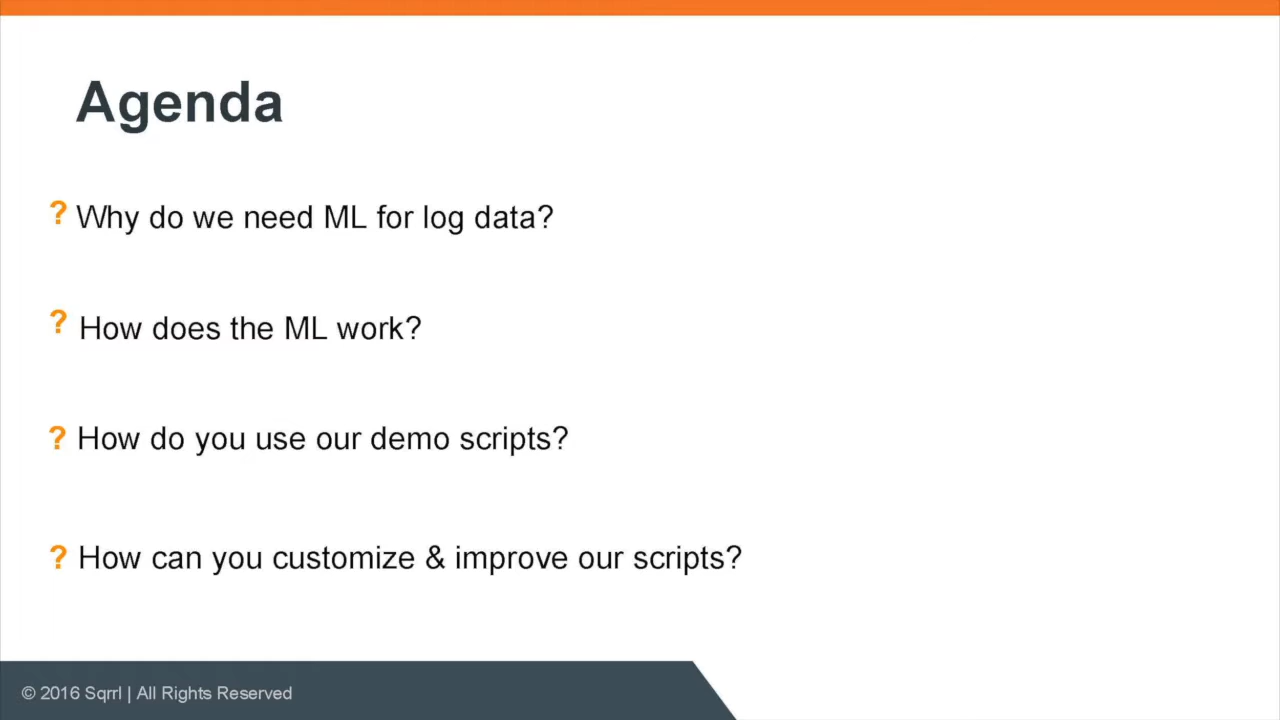 Agenda
? Why do we need ML for log data?
? How does the ML work?
? How do you use our demo scripts?
? How can you customize & improve our scripts?
© 2016 Sqrrl | All Rights Reserved